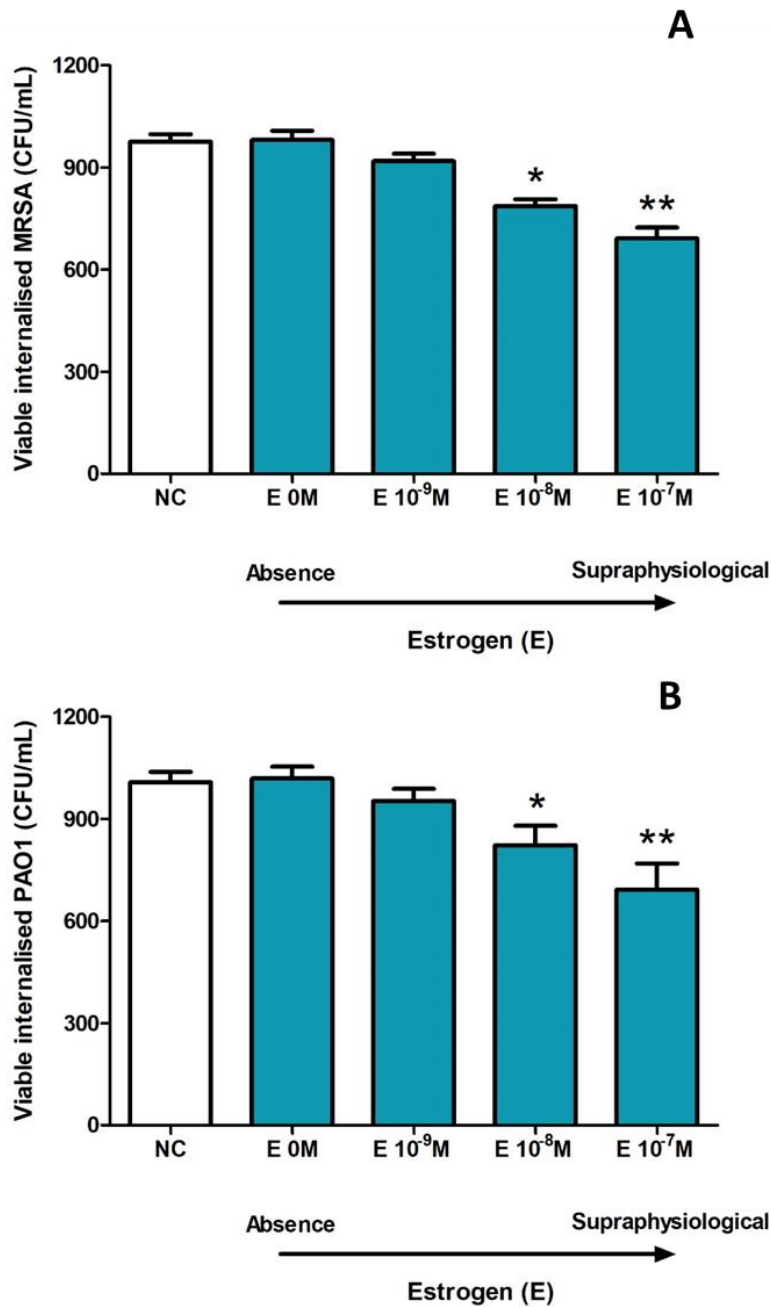 A
Viable internalised MRSA (CFU/mL)
1200
900
600
300
0
*
**
NC
E 0M
E 10⁻⁹M
E 10⁻⁸M
E 10⁻⁷M
Absence
Supraphysiological
Estrogen (E)
B
Viable internalised PAO1 (CFU/mL)
1200
900
600
300
0
*
**
NC
E 0M
E 10⁻⁹M
E 10⁻⁸M
E 10⁻⁷M
Absence
Supraphysiological
Estrogen (E)